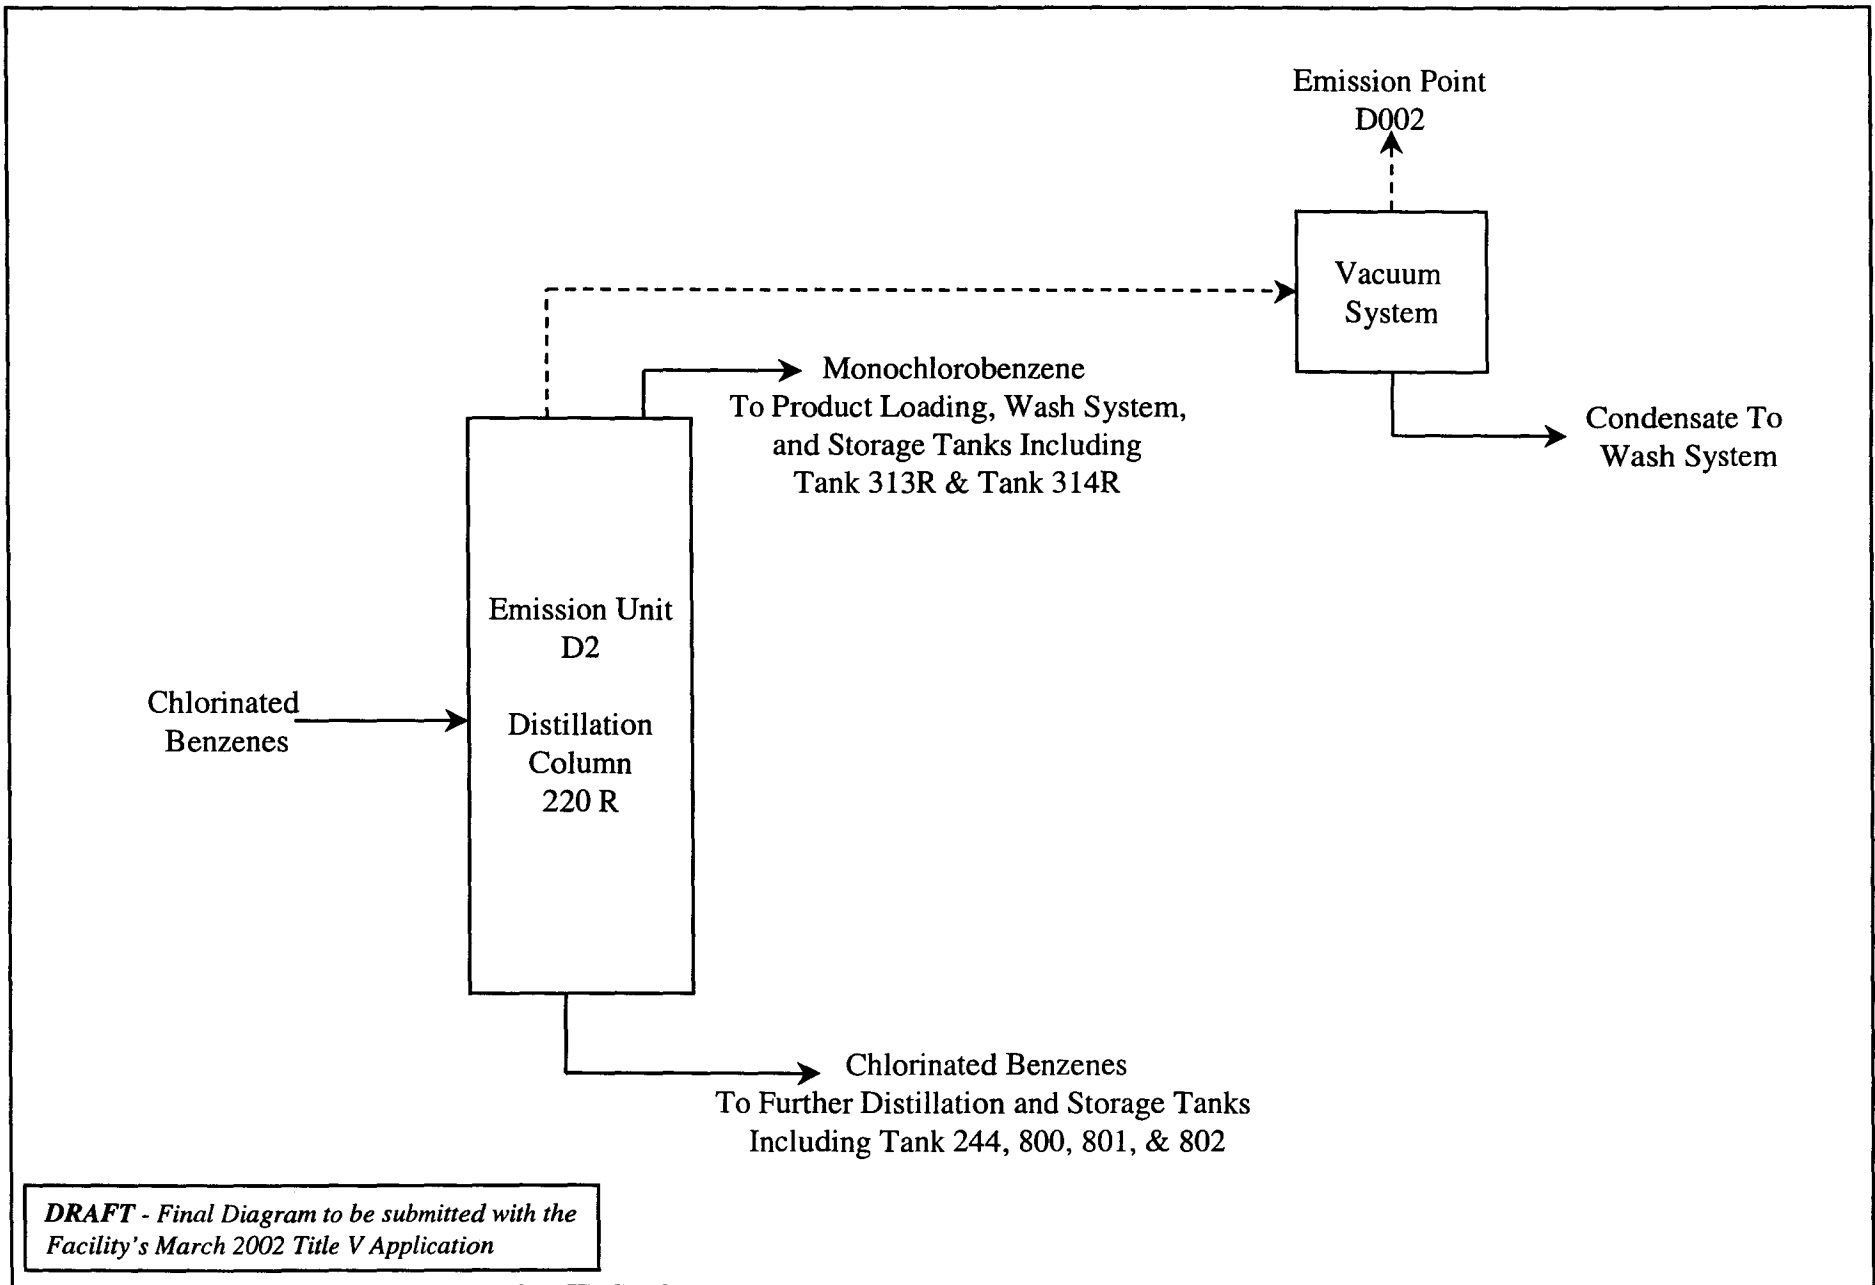 Emission Point
D002
Vacuum
System
Monochlorobenzene
To Product Loading, Wash System,
and Storage Tanks Including
Tank 313R & Tank 314R
Condensate To
Wash System
Emission Unit
D2
Distillation
Column
220 R
Chlorinated
Benzenes
Chlorinated Benzenes
To Further Distillation and Storage Tanks
Including Tank 244, 800, 801, & 802
DRAFT - Final Diagram to be submitted with the
Facility's March 2002 Title V Application